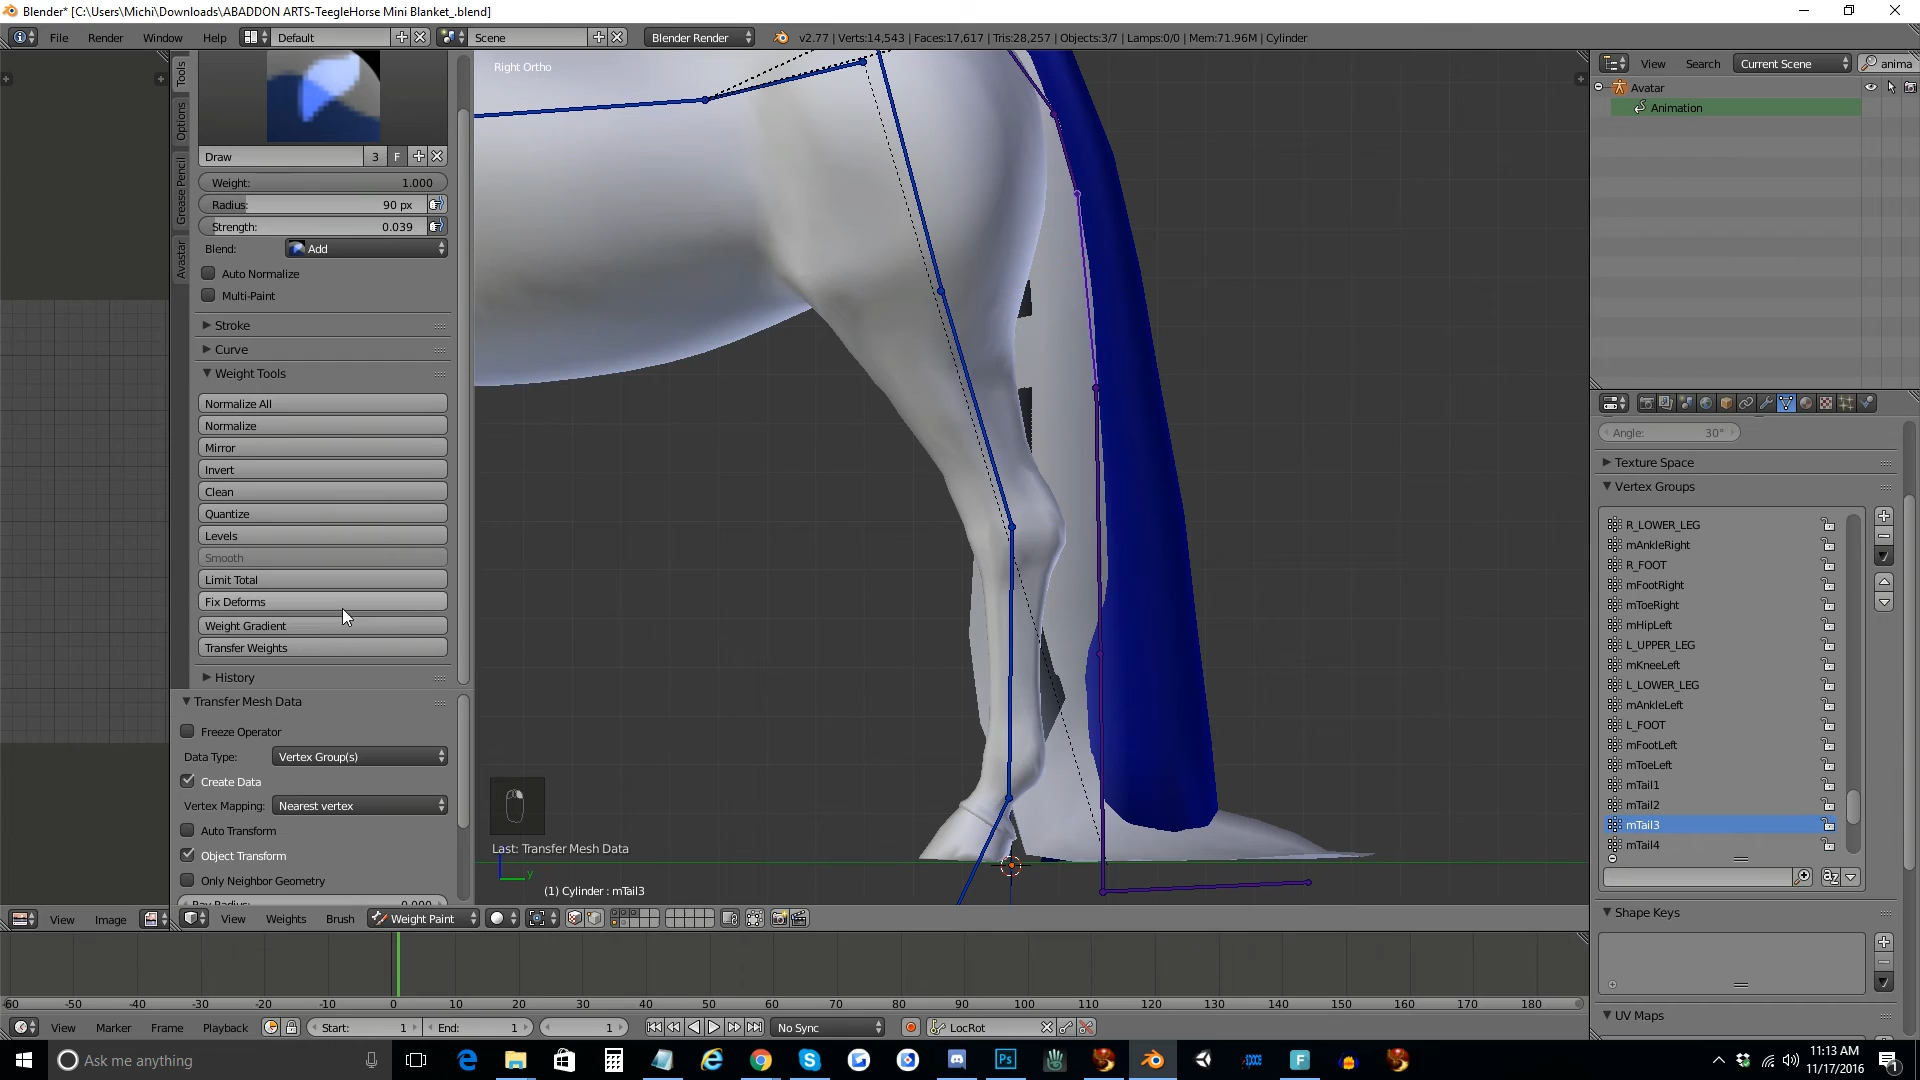 Blender* [C:\Users\Michi\Downloads\ABADDON ARTS-TeegleHorse Mini Blanket_.blend]
File Render Window Help Default Scene Blender Render v2.77 | Verts:14,543 | Faces:17,617 | Tris:28,257 | Objects:3/7 | Lamps:0/0 | Mem:71.96M | Cylinder
Right Ortho
View Search Current Scene anima
Avatar
Animation
Tools
Options
Grease Pencil
Avastar
Draw 3 F
Weight: 1.000
Radius: 90 px
Strength: 0.039
Blend: Add
Auto Normalize
Multi-Paint
Stroke
Curve
Weight Tools
Normalize All
Normalize
Mirror
Invert
Clean
Quantize
Levels
Smooth
Limit Total
Fix Deforms
Weight Gradient
Transfer Weights
History
Transfer Mesh Data
Freeze Operator
Data Type: Vertex Group(s)
Create Data
Vertex Mapping: Nearest vertex
Auto Transform
Object Transform
Only Neighbor Geometry
Ray Radius: 0.000
Last: Transfer Mesh Data
y
(1) Cylinder : mTail3
Angle: 30°
Texture Space
Vertex Groups
R_LOWER_LEG
mAnkleRight
R_FOOT
mFootRight
mToeRight
mHipLeft
L_UPPER_LEG
mKneeLeft
L_LOWER_LEG
mAnkleLeft
L_FOOT
mFootLeft
mToeLeft
mTail1
mTail2
mTail3
mTail4
Shape Keys
UV Maps
View Image
View Weights Brush Weight Paint
-60 -50 -40 -30 -20 -10 0 10 20 30 40 50 60 70 80 90 100 110 120 130 140 150 160 170 180
View Marker Frame Playback Start: 1 End: 1 1 No Sync LocRot
Ask me anything
11:13 AM
11/17/2016